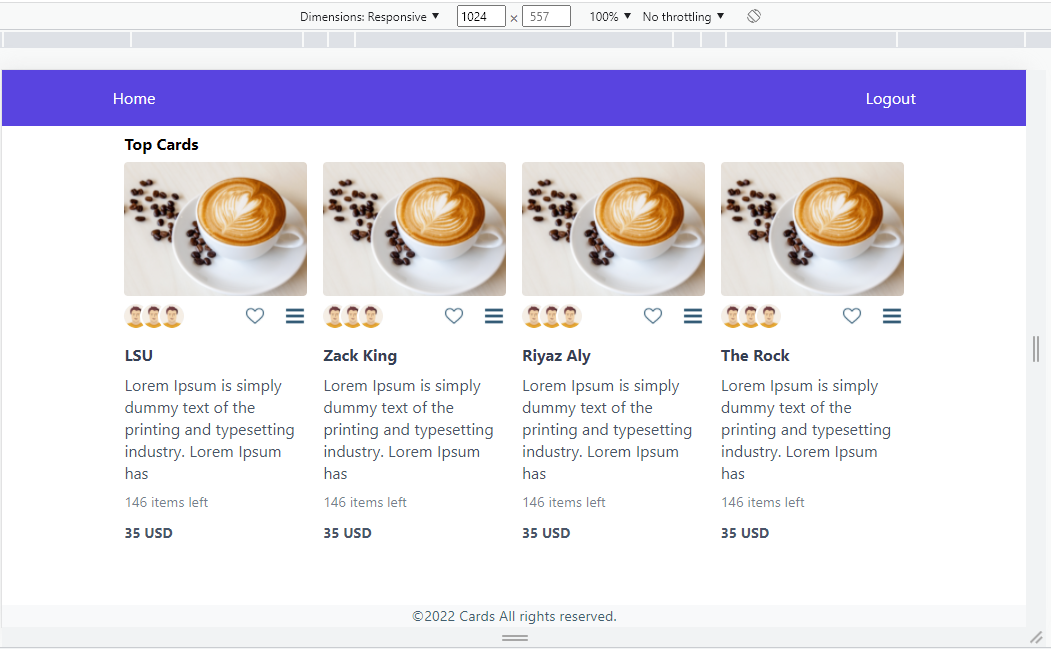 Dimensions: Responsive ▼ 1024 × 557 100% ▼ No throttling ▼
Home Logout
Top Cards
LSU
Lorem Ipsum is simply
dummy text of the
printing and typesetting
industry. Lorem Ipsum
has
146 items left
35 USD
Zack King
Lorem Ipsum is simply
dummy text of the
printing and typesetting
industry. Lorem Ipsum
has
146 items left
35 USD
Riyaz Aly
Lorem Ipsum is simply
dummy text of the
printing and typesetting
industry. Lorem Ipsum
has
146 items left
35 USD
The Rock
Lorem Ipsum is simply
dummy text of the
printing and typesetting
industry. Lorem Ipsum
has
146 items left
35 USD
©2022 Cards All rights reserved.